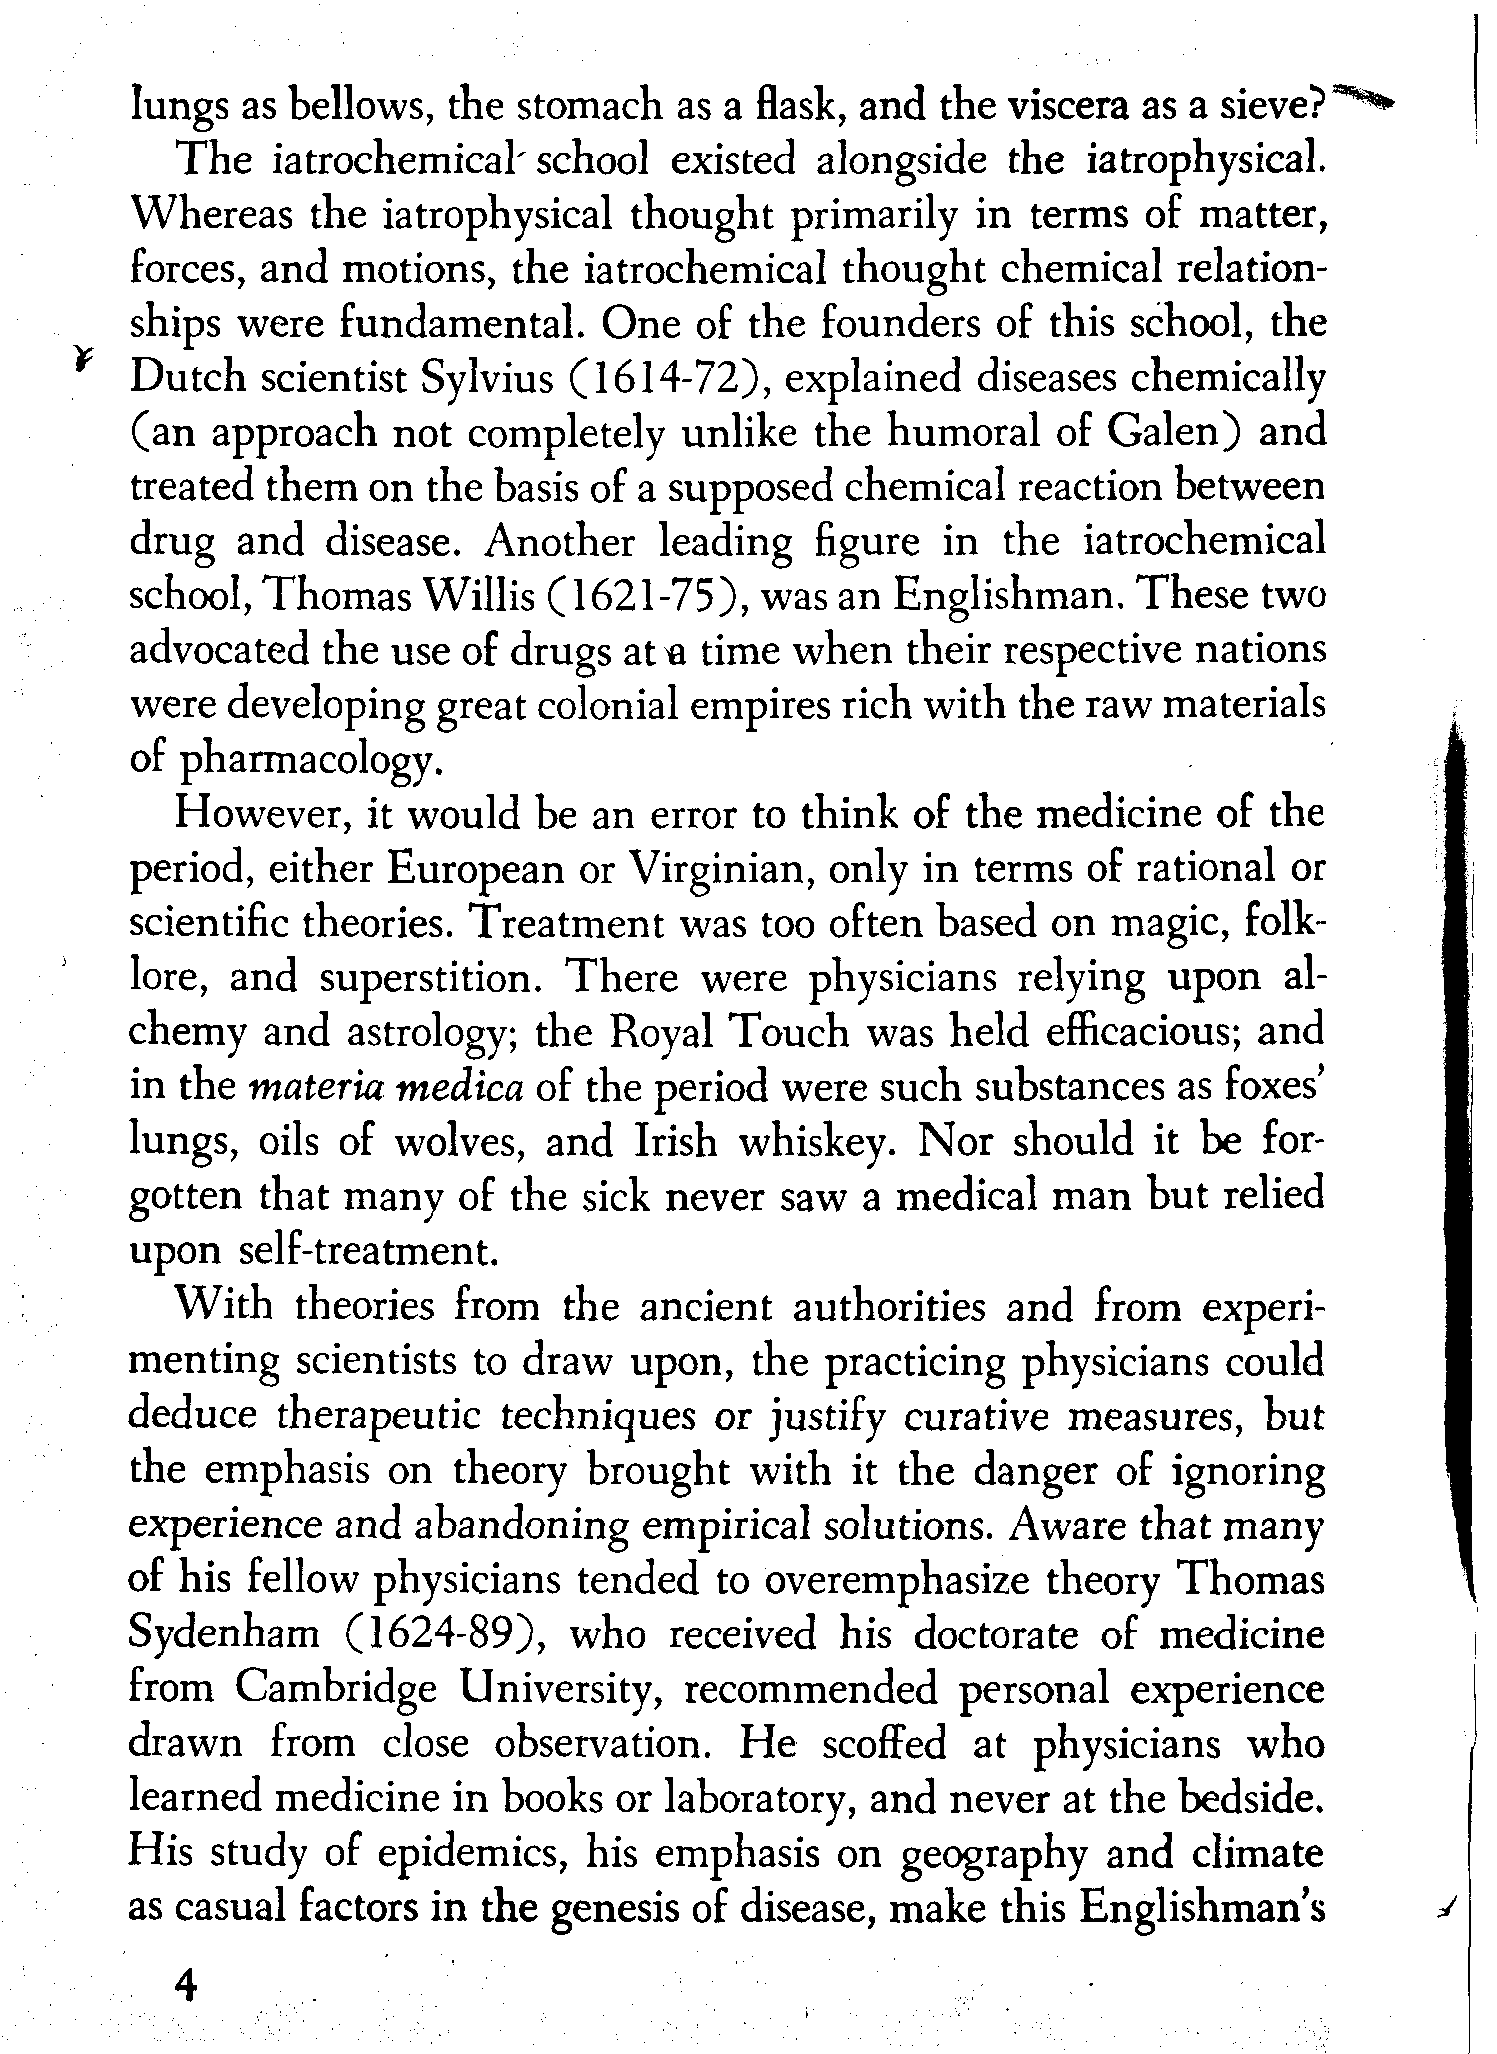 lungs as bellows, the stomach as a flask, and the viscera as a sieve?
The iatrochemical school existed alongside the iatrophysical.
Whereas the iatrophysical thought primarily in terms of matter,
forces, and motions, the iatrochemical thought chemical relation-
ships were fundamental. One of the founders of this school, the
Dutch scientist Sylvius (1614-72), explained diseases chemically
(an approach not completely unlike the humoral of Galen) and
treated them on the basis of a supposed chemical reaction between
drug and disease. Another leading figure in the iatrochemical
school, Thomas Willis (1621-75), was an Englishman. These two
advocated the use of drugs at a time when their respective nations
were developing great colonial empires rich with the raw materials
of pharmacology.
However, it would be an error to think of the medicine of the
period, either European or Virginian, only in terms of rational or
scientific theories. Treatment was too often based on magic, folk-
lore, and superstition. There were physicians relying upon al-
chemy and astrology; the Royal Touch was held efficacious; and
in the materia medica of the period were such substances as foxes'
lungs, oils of wolves, and Irish whiskey. Nor should it be for-
gotten that many of the sick never saw a medical man but relied
upon self-treatment.
With theories from the ancient authorities and from experi-
menting scientists to draw upon, the practicing physicians could
deduce therapeutic techniques or justify curative measures, but
the emphasis on theory brought with it the danger of ignoring
experience and abandoning empirical solutions. Aware that many
of his fellow physicians tended to overemphasize theory Thomas
Sydenham (1624-89), who received his doctorate of medicine
from Cambridge University, recommended personal experience
drawn from close observation. He scoffed at physicians who
learned medicine in books or laboratory, and never at the bedside.
His study of epidemics, his emphasis on geography and climate
as casual factors in the genesis of disease, make this Englishman's
4